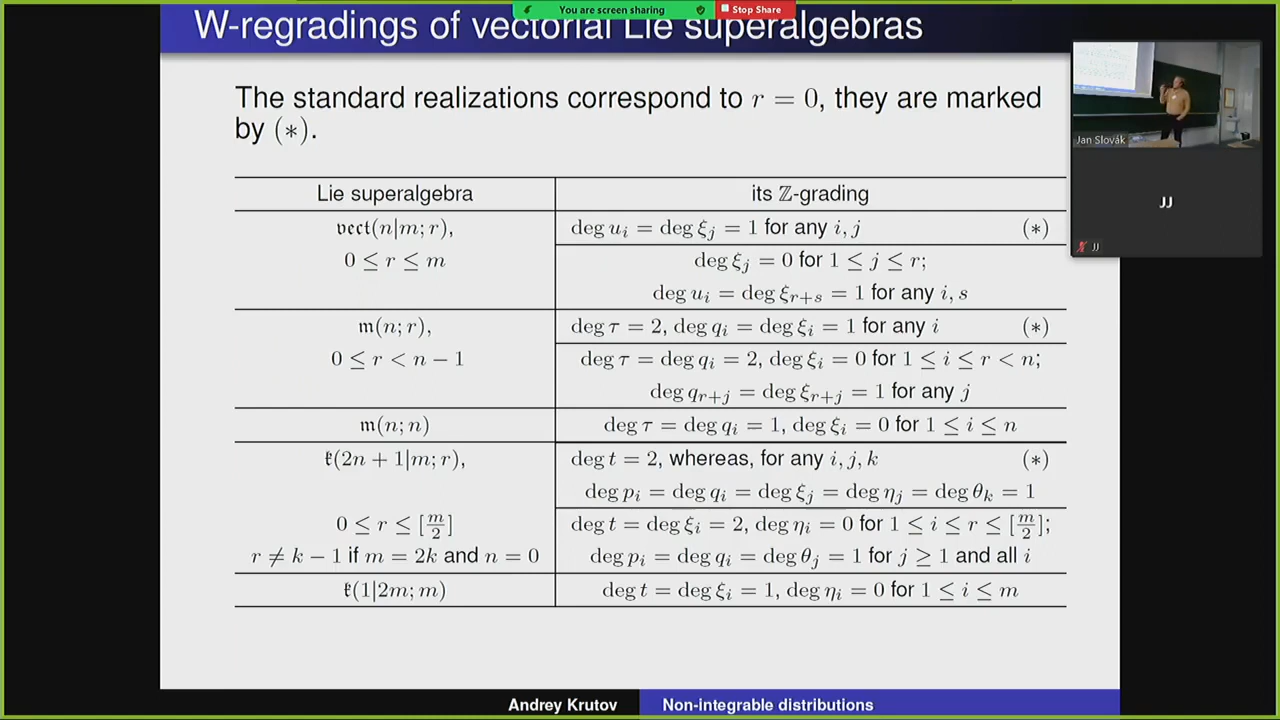 You are screen sharing
Stop Share
W-regradings of vectorial Lie superalgebras
The standard realizations correspond to r = 0, they are marked
by (∗).
Lie superalgebra its ℤ-grading
𝔳𝔢𝔠𝔱(n|m; r), deg u_i = deg ξ_j = 1 for any i, j (∗)
0 ≤ r ≤ m deg ξ_j = 0 for 1 ≤ j ≤ r;
deg u_i = deg ξ_{r+s} = 1 for any i, s
𝔪(n; r), deg τ = 2, deg q_i = deg ξ_i = 1 for any i (∗)
0 ≤ r < n − 1 deg τ = deg q_i = 2, deg ξ_i = 0 for 1 ≤ i ≤ r < n;
deg q_{r+j} = deg ξ_{r+j} = 1 for any j
𝔪(n; n) deg τ = deg q_i = 1, deg ξ_i = 0 for 1 ≤ i ≤ n
𝔨(2n + 1|m; r), deg t = 2, whereas, for any i, j, k (∗)
deg p_i = deg q_i = deg ξ_j = deg η_j = deg θ_k = 1
0 ≤ r ≤ [m/2] deg t = deg ξ_i = 2, deg η_i = 0 for 1 ≤ i ≤ r ≤ [m/2];
r ≠ k − 1 if m = 2k and n = 0 deg p_i = deg q_i = deg θ_j = 1 for j ≥ 1 and all i
𝔨(1|2m; m) deg t = deg ξ_i = 1, deg η_i = 0 for 1 ≤ i ≤ m
Andrey Krutov Non-integrable distributions
Jan Slovák
JJ
JJ